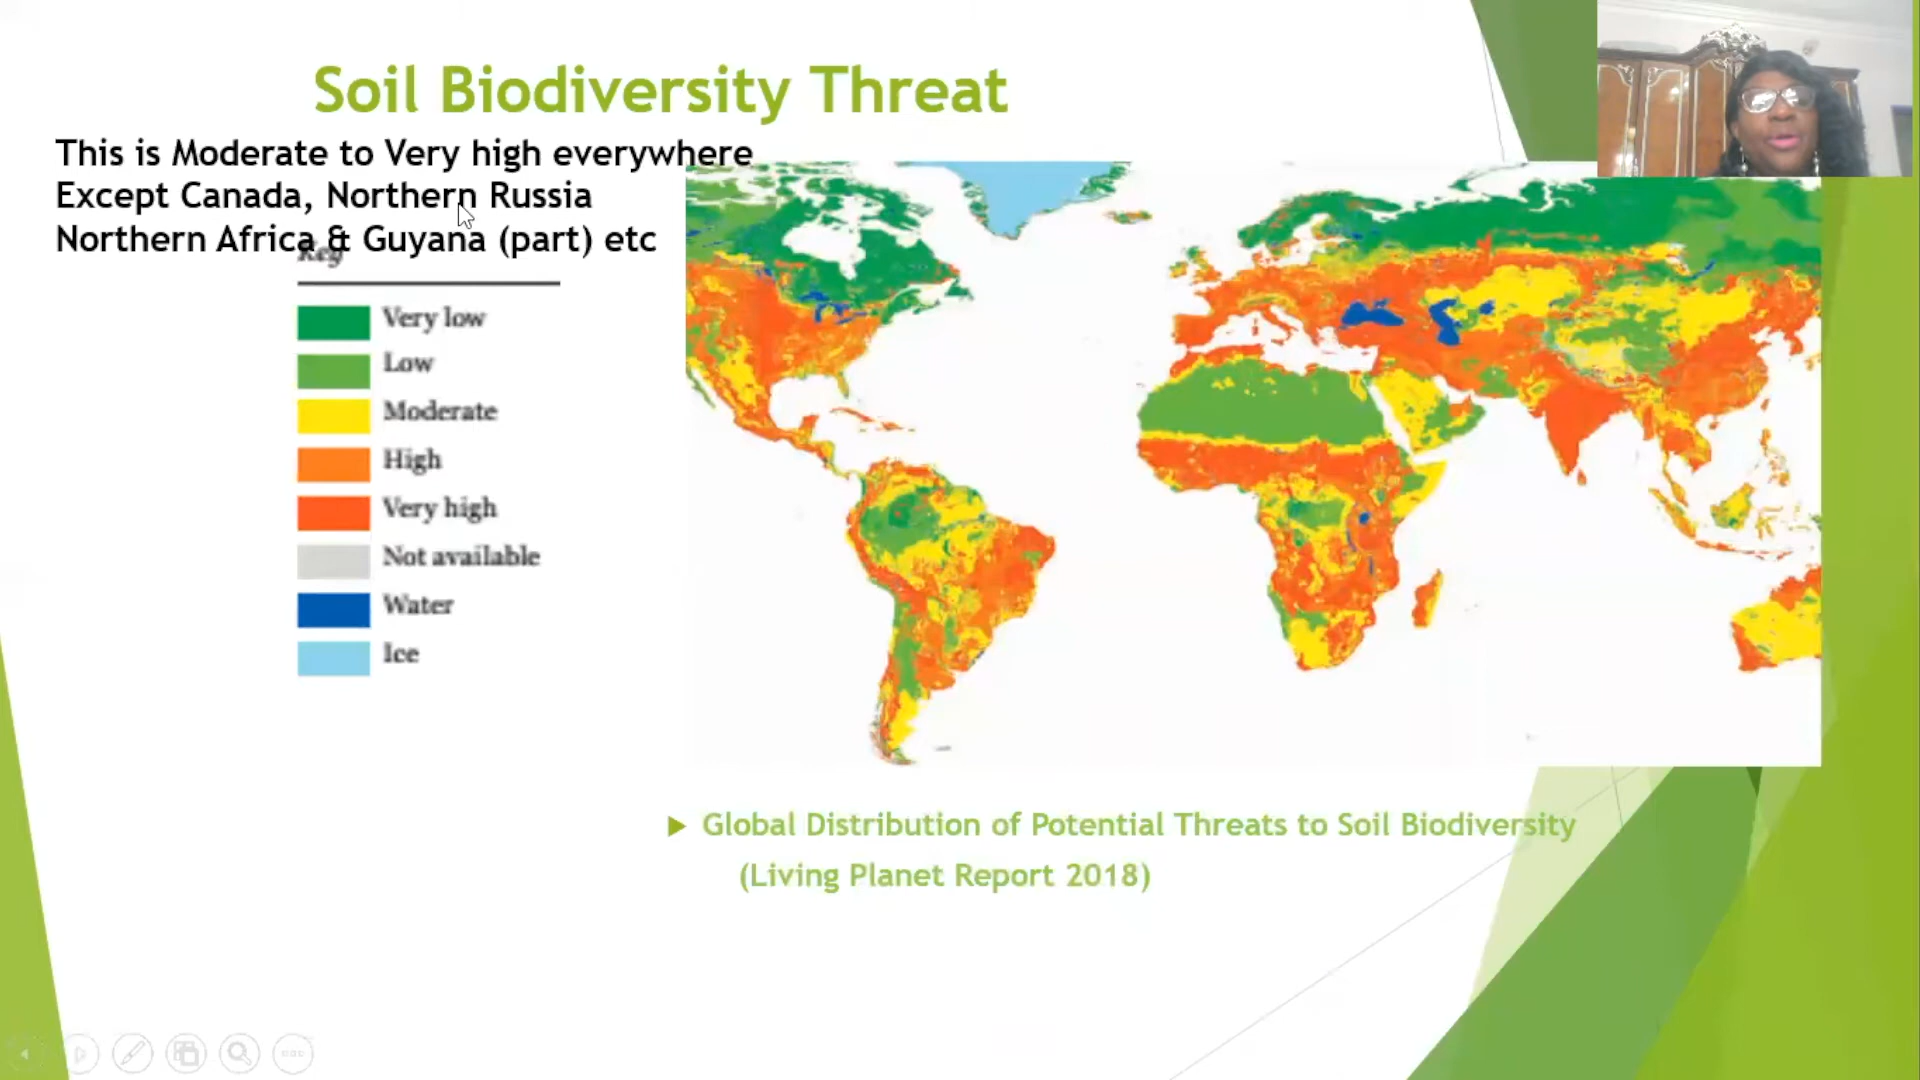 Soil Biodiversity Threat
This is Moderate to Very high everywhere
Except Canada, Northern Russia
Northern Africa & Guyana (part) etc
Key
Very low
Low
Moderate
High
Very high
Not available
Water
Ice
Global Distribution of Potential Threats to Soil Biodiversity
(Living Planet Report 2018)